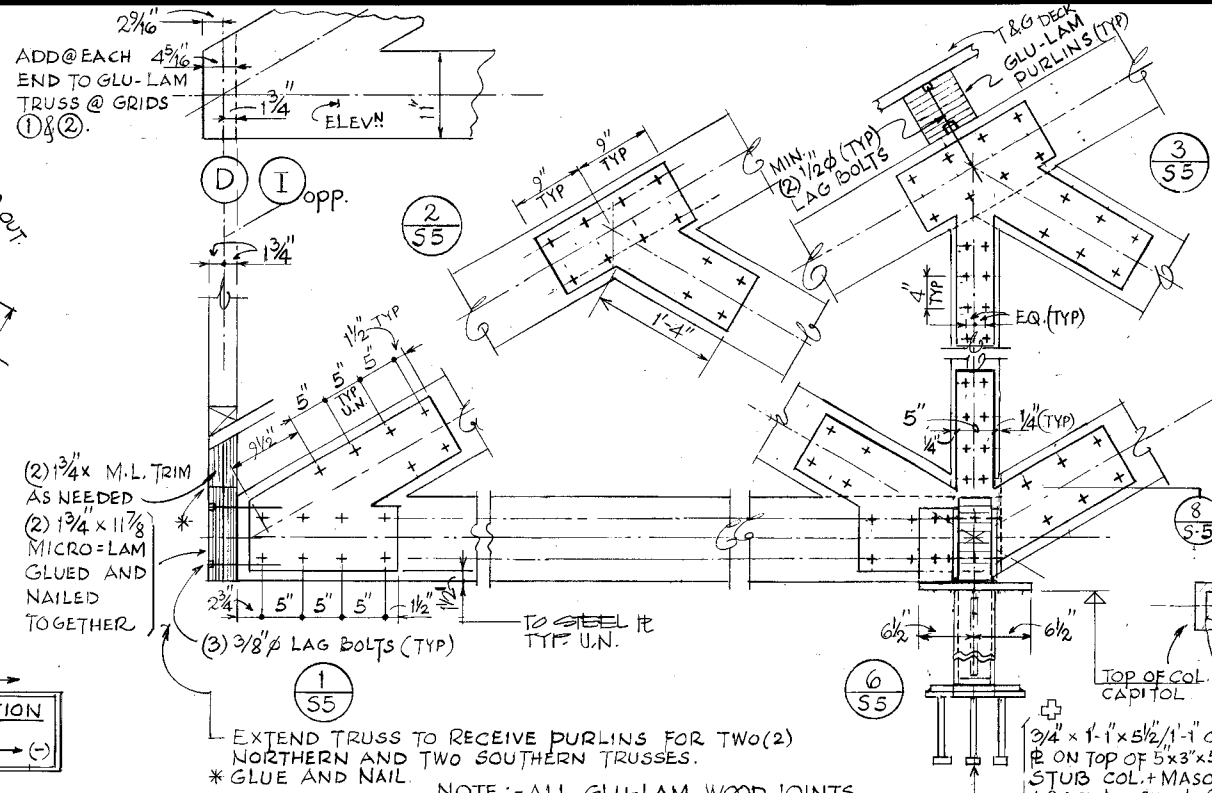 2 9/16"
ADD @ EACH 4 5/16"
END TO GLU-LAM
TRUSS @ GRIDS
① & ②.
1 3/4"
ELEVN
11"
D
I
opp.
OUT.
1 3/4"
2
S5
9"
TYP
9"
TYP
1'-4"
T&G DECK
GLU-LAM
PURLINS (TYP)
MIN.
(2) 1/2 Φ (TYP)
LAG BOLTS
3
S5
4"
TYP
EQ. (TYP)
1 1/2" TYP
5"
5"
5"
TYP
U.N.
9 1/2"
5"
1/4"
1/4" (TYP)
(2) 1 3/4" x M.L. TRIM
AS NEEDED
*
(2) 1 3/4" x 11 7/8
MICRO=LAM
GLUED AND
NAILED
TOGETHER
2 3/4"
5"
5"
5"
1 1/2"
1 1/2"
TO STEEL ℄
TYP. U.N.
(3) 3/8" Φ LAG BOLTS (TYP)
1
S5
8
S-5
6 1/2"
6 1/2"
6
S5
TOP OF COL.
CAPITOL
TION
(-)
EXTEND TRUSS TO RECEIVE PURLINS FOR TWO (2)
NORTHERN AND TWO SOUTHERN TRUSSES.
* GLUE AND NAIL.
NOTE :- ALL GLU-LAM WOOD JOINTS
3/4" x 1'-1" x 5 1/2/1'-1"
℄ ON TOP OF 5"x3"x5
STUB COL. + MASO